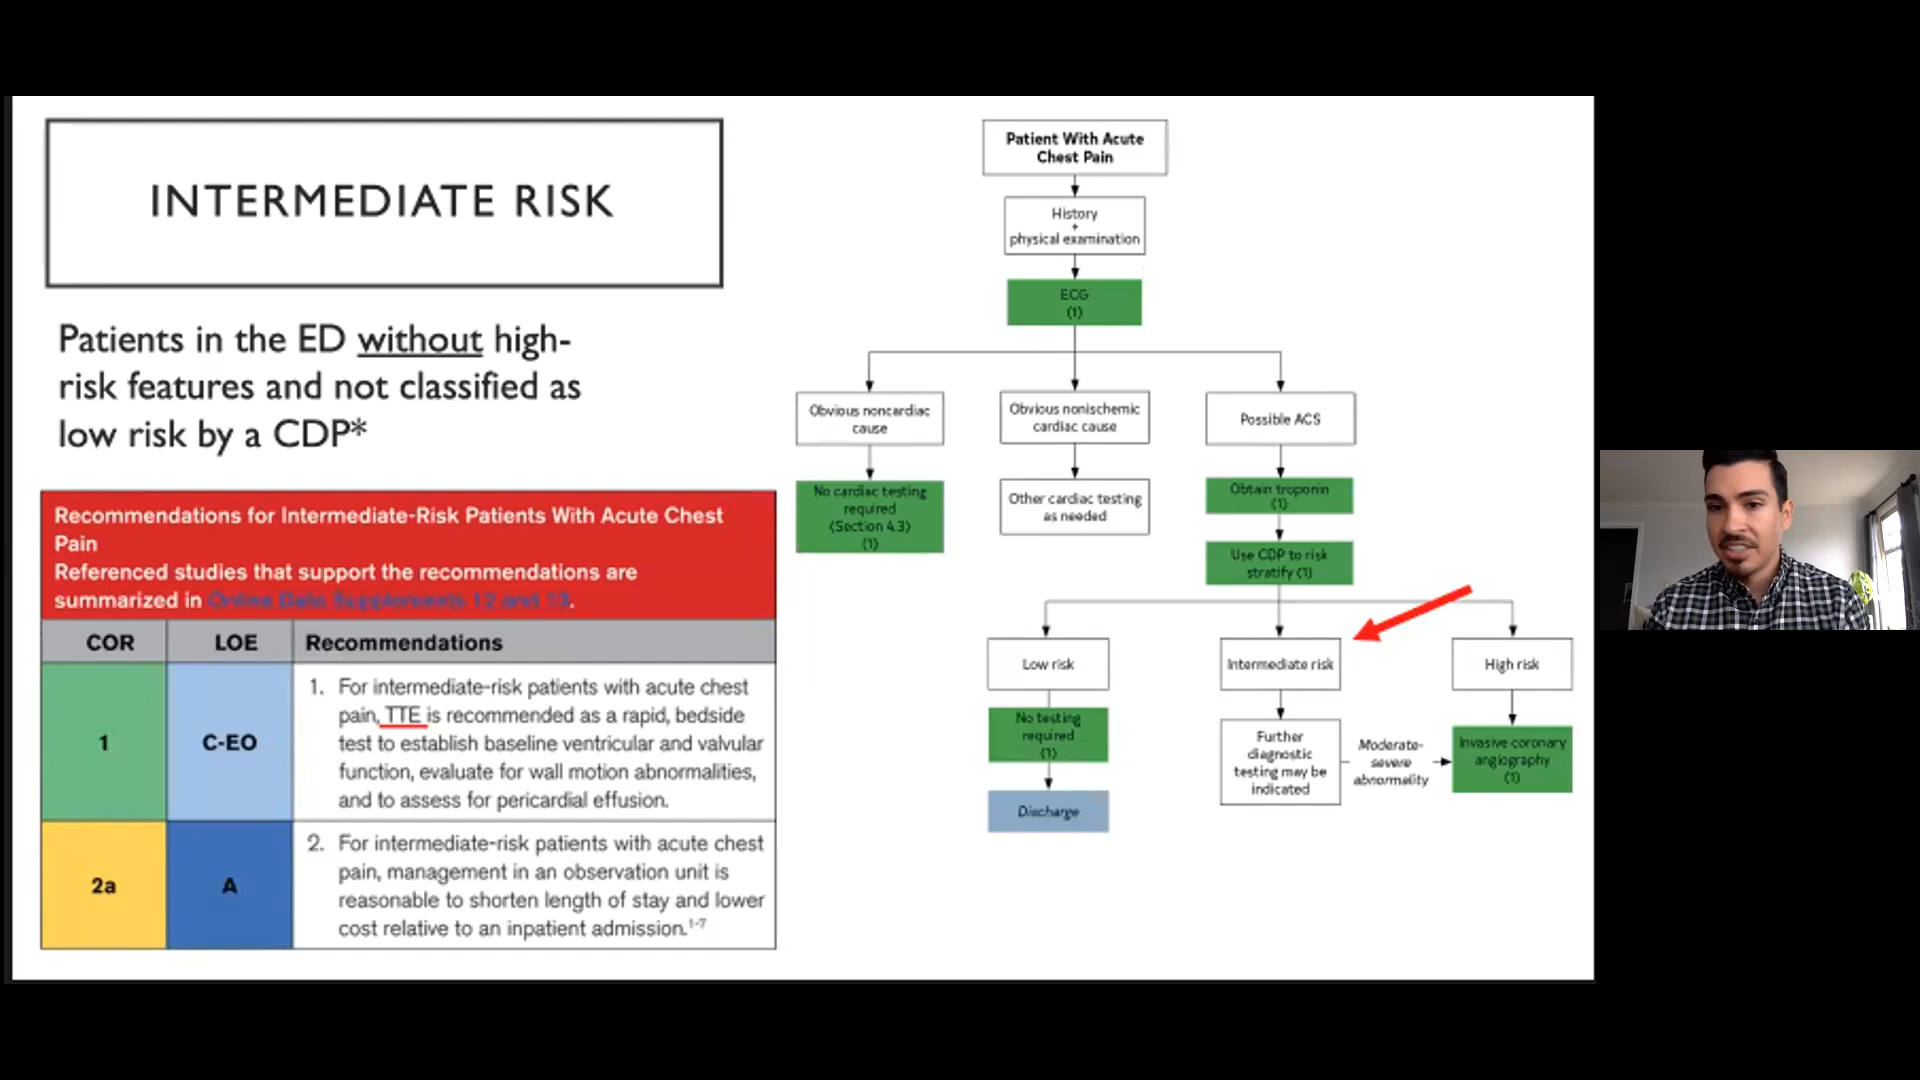 INTERMEDIATE RISK
Patients in the ED without high-
risk features and not classified as
low risk by a CDP*
Recommendations for Intermediate-Risk Patients With Acute Chest
Pain
Referenced studies that support the recommendations are
summarized in Online Data Supplements 12 and 13.
COR LOE Recommendations
1 C-EO
1. For intermediate-risk patients with acute chest
pain, TTE is recommended as a rapid, bedside
test to establish baseline ventricular and valvular
function, evaluate for wall motion abnormalities,
and to assess for pericardial effusion.
2a A
2. For intermediate-risk patients with acute chest
pain, management in an observation unit is
reasonable to shorten length of stay and lower
cost relative to an inpatient admission.1-7
Patient With Acute
Chest Pain
History
+
physical examination
ECG
(1)
Obvious noncardiac
cause
Obvious nonischemic
cardiac cause
Possible ACS
No cardiac testing
required
(Section 4.3)
(1)
Other cardiac testing
as needed
Obtain troponin
(1)
Use CDP to risk
stratify (1)
Low risk
Intermediate risk
High risk
No testing
required
(1)
Further
diagnostic
testing may be
indicated
Moderate-
severe
abnormality
Invasive coronary
angiography
(1)
Discharge